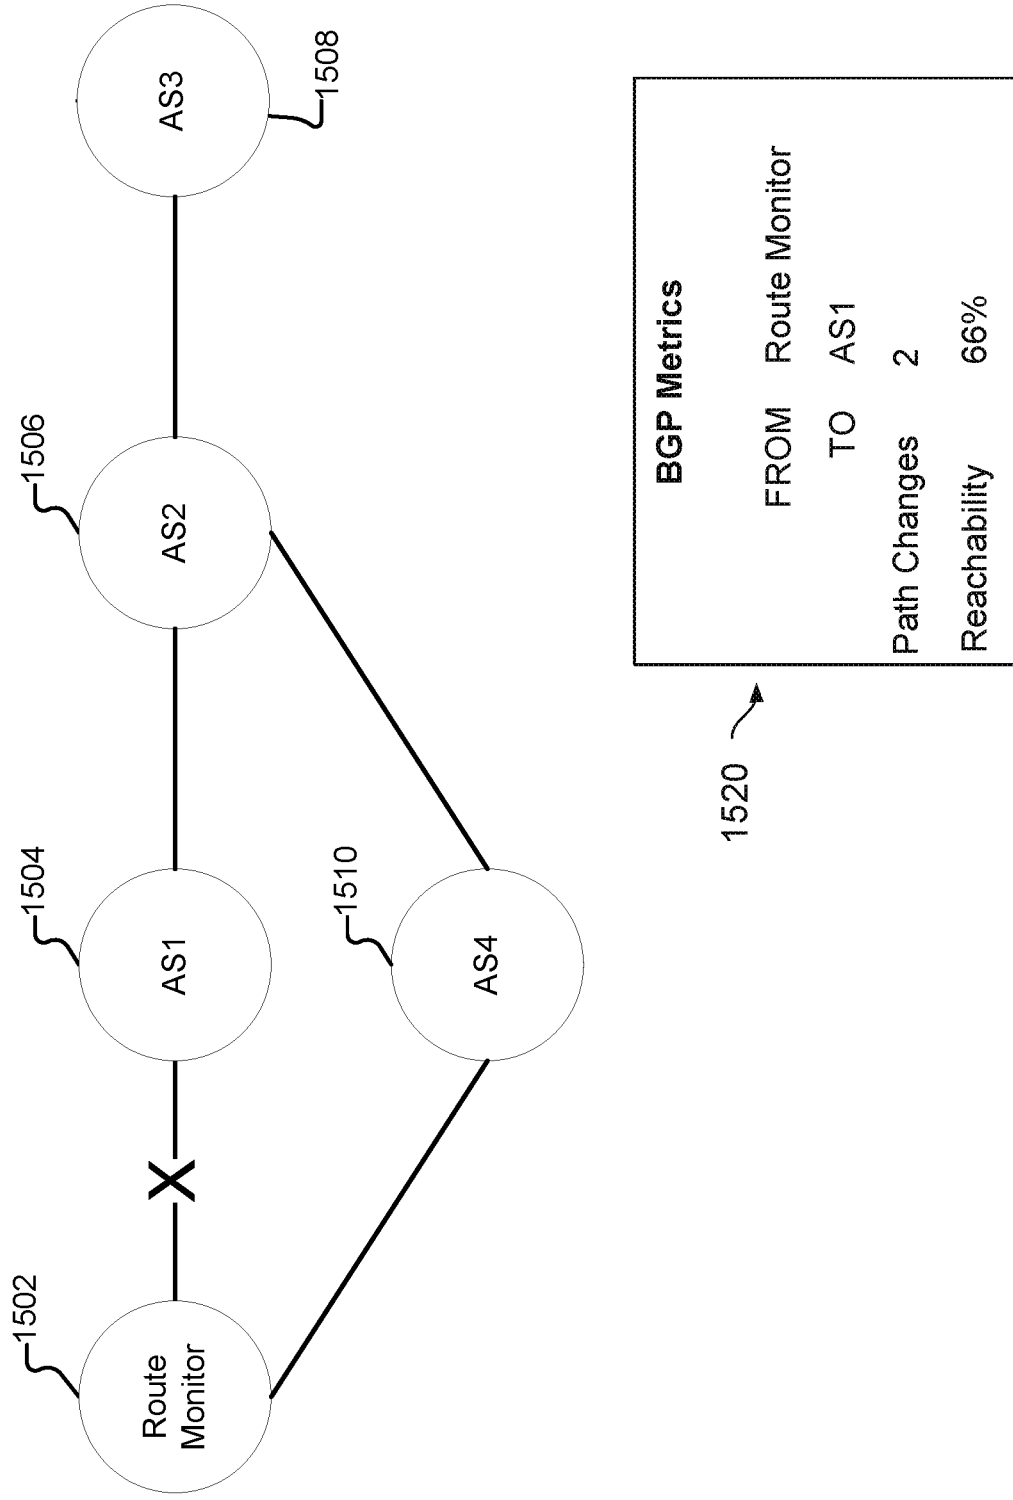 1502
1504
1506
1508
Route
Monitor
X
AS1
AS2
AS3
1510
AS4
1520
BGP Metrics
FROM Route Monitor
TO AS1
Path Changes 2
Reachability 66%